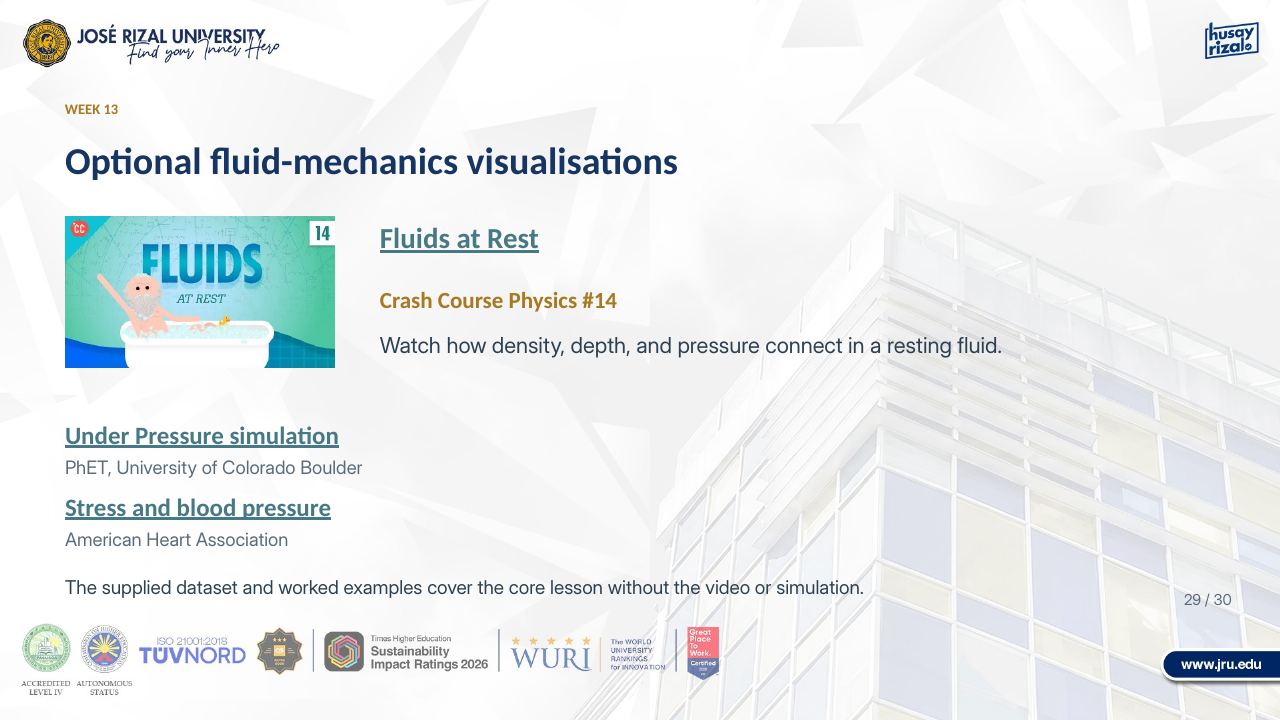 JOSÉ RIZAL UNIVERSITY
Find your Inner Hero
husay
rizal
WEEK 13
Optional fluid-mechanics visualisations
CC
14
FLUIDS
AT REST
Fluids at Rest
Crash Course Physics #14
Watch how density, depth, and pressure connect in a resting fluid.
Under Pressure simulation
PhET, University of Colorado Boulder
Stress and blood pressure
American Heart Association
The supplied dataset and worked examples cover the core lesson without the video or simulation.
29 / 30
ACCREDITED
LEVEL IV
AUTONOMOUS
STATUS
ISO 21001:2018
TÜVNORD
Times Higher Education
Sustainability
Impact Ratings 2026
WURI
The WORLD
UNIVERSITY
RANKINGS
for INNOVATION
Great
Place
To
Work.
Certified
www.jru.edu